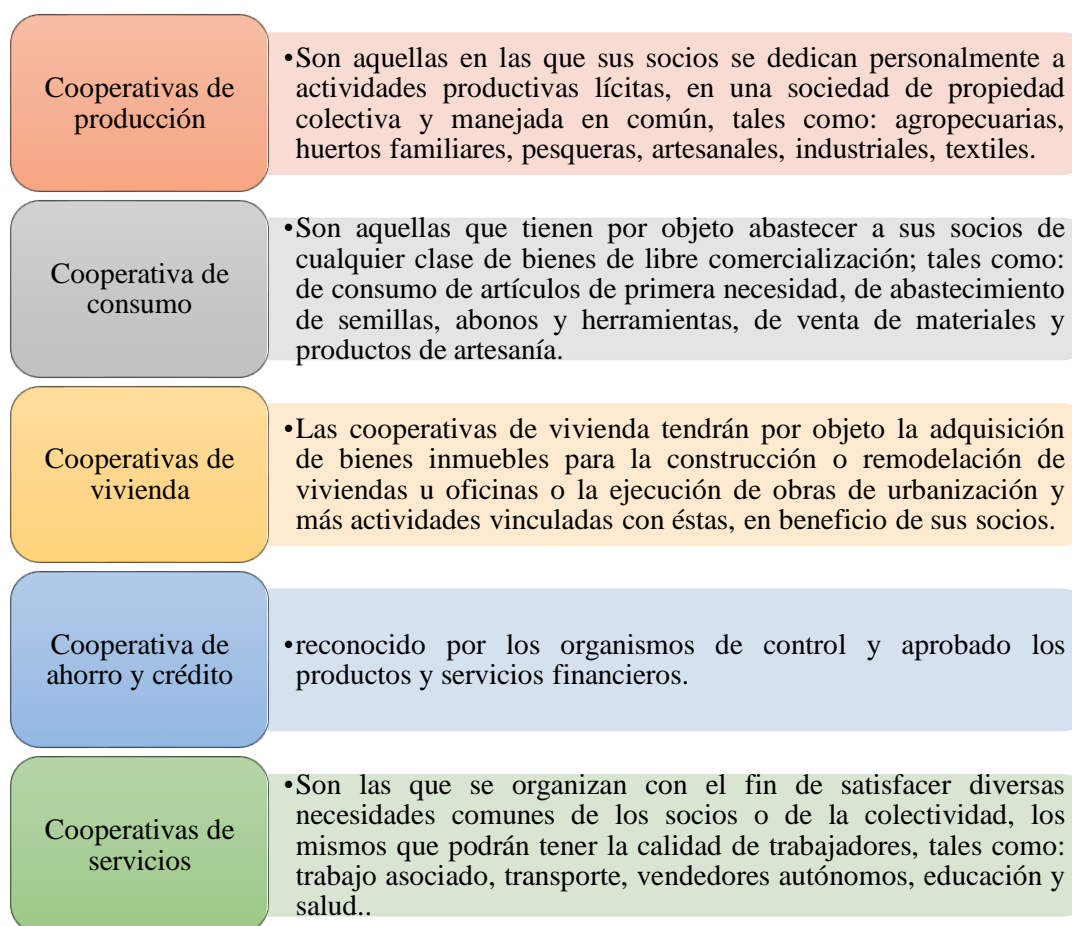 Cooperativas de
producción
•Son aquellas en las que sus socios se dedican personalmente a
actividades productivas lícitas, en una sociedad de propiedad
colectiva y manejada en común, tales como: agropecuarias,
huertos familiares, pesqueras, artesanales, industriales, textiles.
Cooperativa de
consumo
•Son aquellas que tienen por objeto abastecer a sus socios de
cualquier clase de bienes de libre comercialización; tales como:
de consumo de artículos de primera necesidad, de abastecimiento
de semillas, abonos y herramientas, de venta de materiales y
productos de artesanía.
Cooperativas de
vivienda
•Las cooperativas de vivienda tendrán por objeto la adquisición
de bienes inmuebles para la construcción o remodelación de
viviendas u oficinas o la ejecución de obras de urbanización y
más actividades vinculadas con éstas, en beneficio de sus socios.
Cooperativa de
ahorro y crédito
•reconocido por los organismos de control y aprobado los
productos y servicios financieros.
Cooperativas de
servicios
•Son las que se organizan con el fin de satisfacer diversas
necesidades comunes de los socios o de la colectividad, los
mismos que podrán tener la calidad de trabajadores, tales como:
trabajo asociado, transporte, vendedores autónomos, educación y
salud..